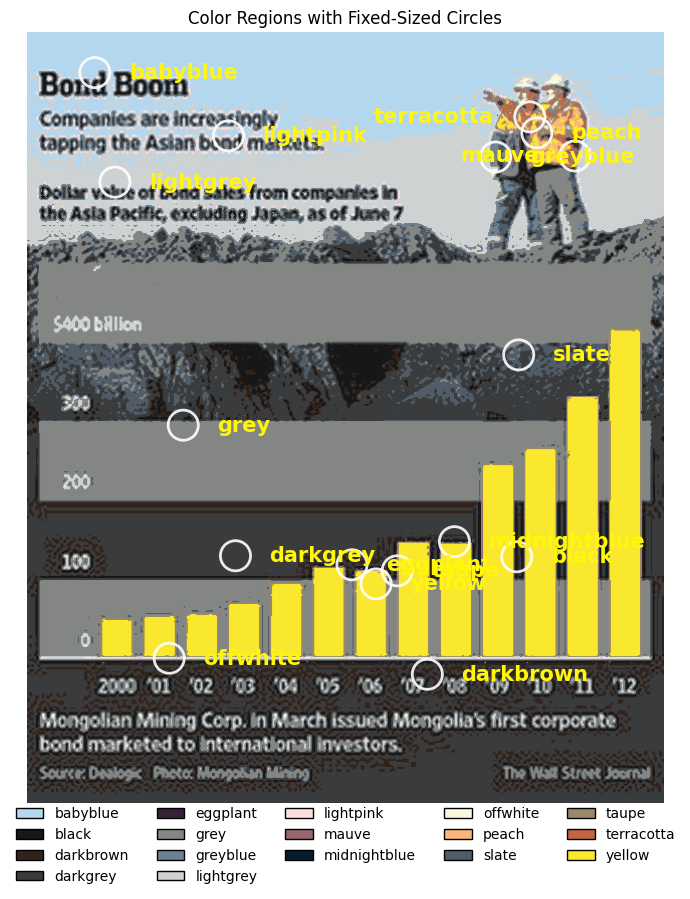 Color Regions with Fixed-Sized Circles
Bond Boom
babyblue
Companies are increasingly
tapping the Asian bond markets.
lightpink
terracotta
peach
mauve
greyblue
lightgrey
Dollar value of bond sales from companies in
the Asia Pacific, excluding Japan, as of June 7
$400 billion
slate
300
grey
200
midnightblue
black
darkgrey
100
eggplant
taupe
yellow
0
offwhite
darkbrown
2000 '01 '02 '03 '04 '05 '06 '07 '08 '09 '10 '11 '12
Mongolian Mining Corp. in March issued Mongolia's first corporate
bond marketed to international investors.
Source: Dealogic Photo: Mongolian Mining The Wall Street Journal
babyblue eggplant lightpink offwhite taupe
black grey mauve peach terracotta
darkbrown greyblue midnightblue slate yellow
darkgrey lightgrey